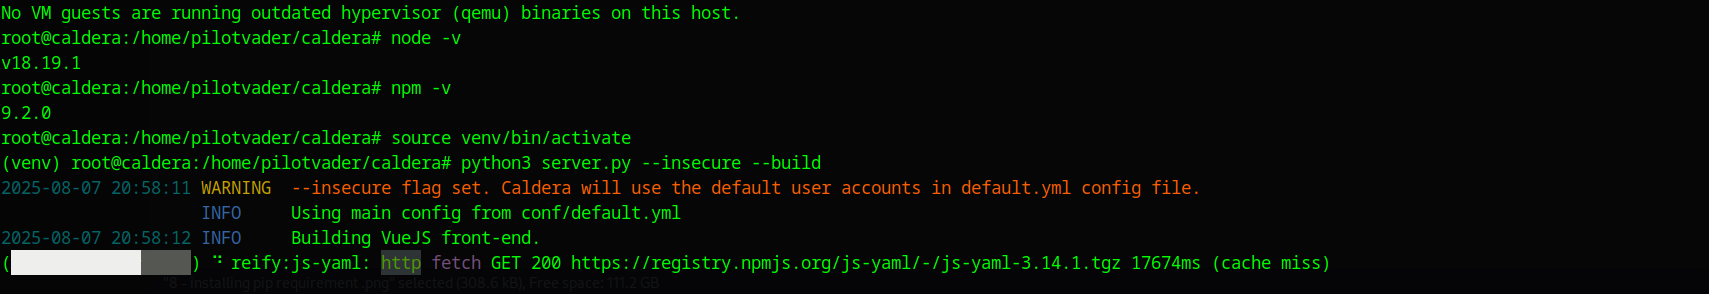 No VM guests are running outdated hypervisor (qemu) binaries on this host.
root@caldera:/home/pilotvader/caldera# node -v
v18.19.1
root@caldera:/home/pilotvader/caldera# npm -v
9.2.0
root@caldera:/home/pilotvader/caldera# source venv/bin/activate
(venv) root@caldera:/home/pilotvader/caldera# python3 server.py --insecure --build
2025-08-07 20:58:11 WARNING  --insecure flag set. Caldera will use the default user accounts in default.yml config file.
INFO     Using main config from conf/default.yml
2025-08-07 20:58:12 INFO     Building VueJS front-end.
(                  ) ⠙ reify:js-yaml: http fetch GET 200 https://registry.npmjs.org/js-yaml/-/js-yaml-3.14.1.tgz 17674ms (cache miss)
"8 - installing pip requirement .png" selected (308.6 kB), Free space: 111.2 GB